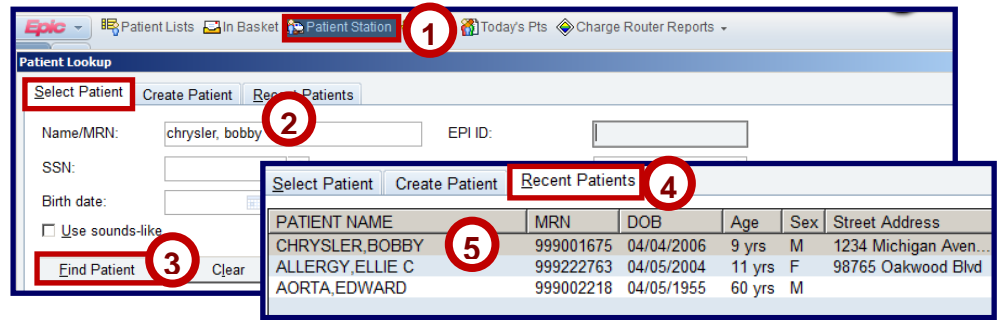 Epic Patient Lists In Basket Patient Station 1 Today's Pts Charge Router Reports
Patient Lookup
Select Patient Create Patient Recent Patients
2
Name/MRN: chrysler, bobby EPI ID:
SSN:
Birth date:
Use sounds-like
Find Patient 3 Clear
Select Patient Create Patient Recent Patients 4
PATIENT NAME MRN DOB Age Sex Street Address
CHRYSLER,BOBBY 5 999001675 04/04/2006 9 yrs M 1234 Michigan Aven...
ALLERGY,ELLIE C 999222763 04/05/2004 11 yrs F 98765 Oakwood Blvd
AORTA,EDWARD 999002218 04/05/1955 60 yrs M